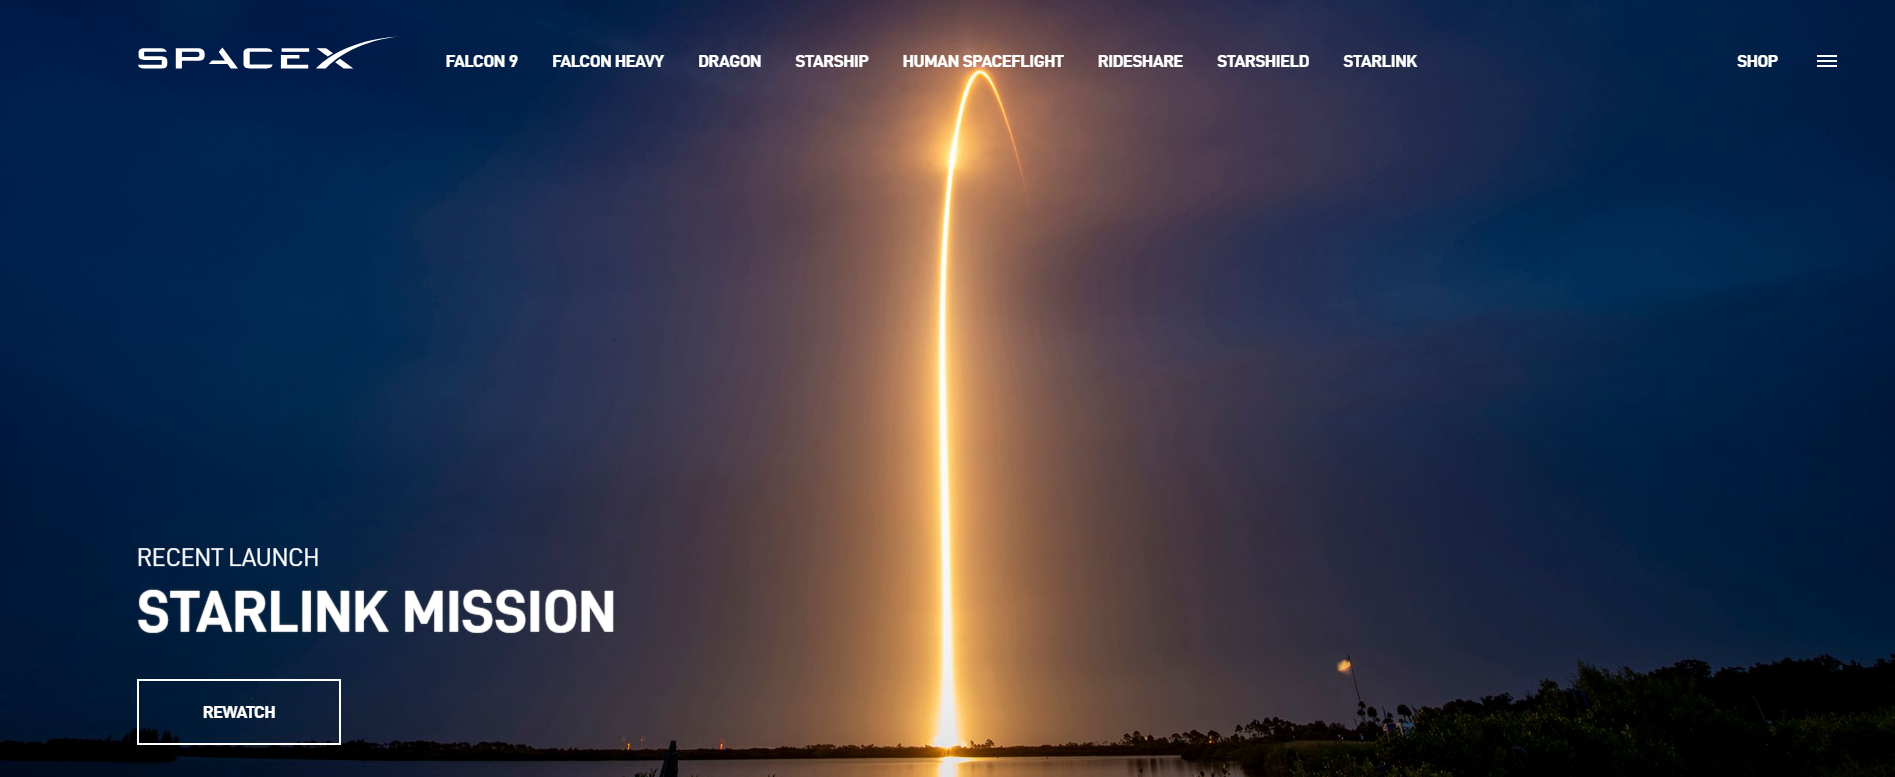 SPACEX FALCON 9 FALCON HEAVY DRAGON STARSHIP HUMAN SPACEFLIGHT RIDESHARE STARSHIELD STARLINK SHOP
RECENT LAUNCH
STARLINK MISSION
REWATCH